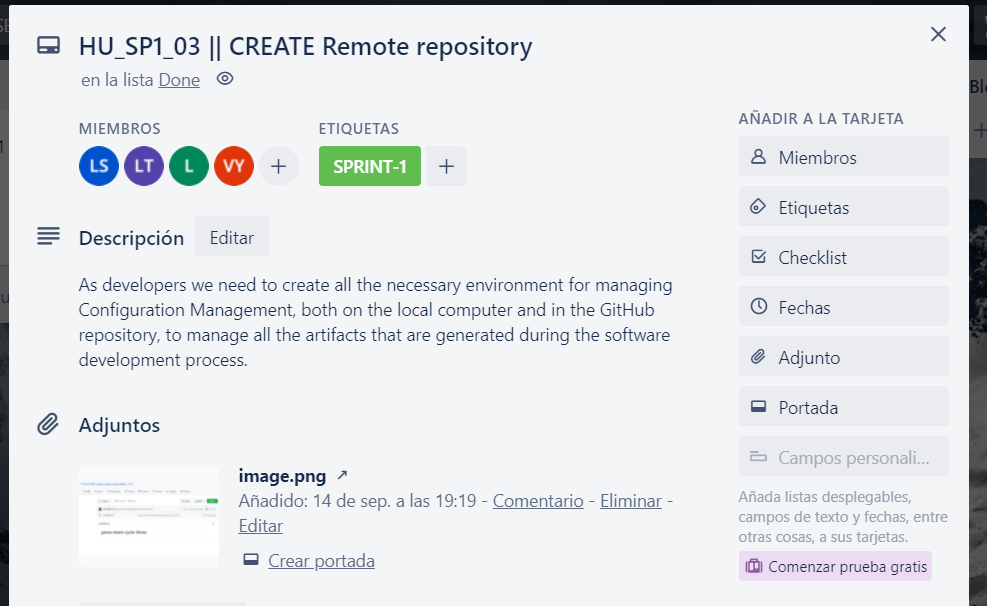 HU_SP1_03 || CREATE Remote repository
en la lista Done
MIEMBROS
ETIQUETAS
LS
LT
L
VY
+
SPRINT-1
+
Descripción
Editar
As developers we need to create all the necessary environment for managing
Configuration Management, both on the local computer and in the GitHub
repository, to manage all the artifacts that are generated during the software
development process.
Adjuntos
image.png
Añadido: 14 de sep. a las 19:19 - Comentario - Eliminar -
Editar
Crear portada
AÑADIR A LA TARJETA
Miembros
Etiquetas
Checklist
Fechas
Adjunto
Portada
Campos personali...
Añada listas desplegables,
campos de texto y fechas, entre
otras cosas, a sus tarjetas.
Comenzar prueba gratis